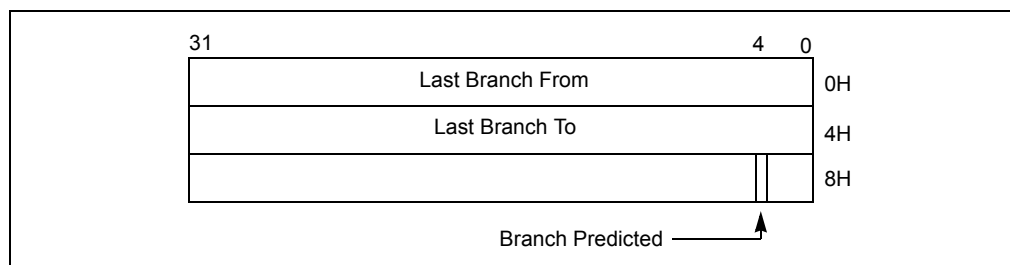 31 4 0
Last Branch From 0H
Last Branch To 4H
8H
Branch Predicted